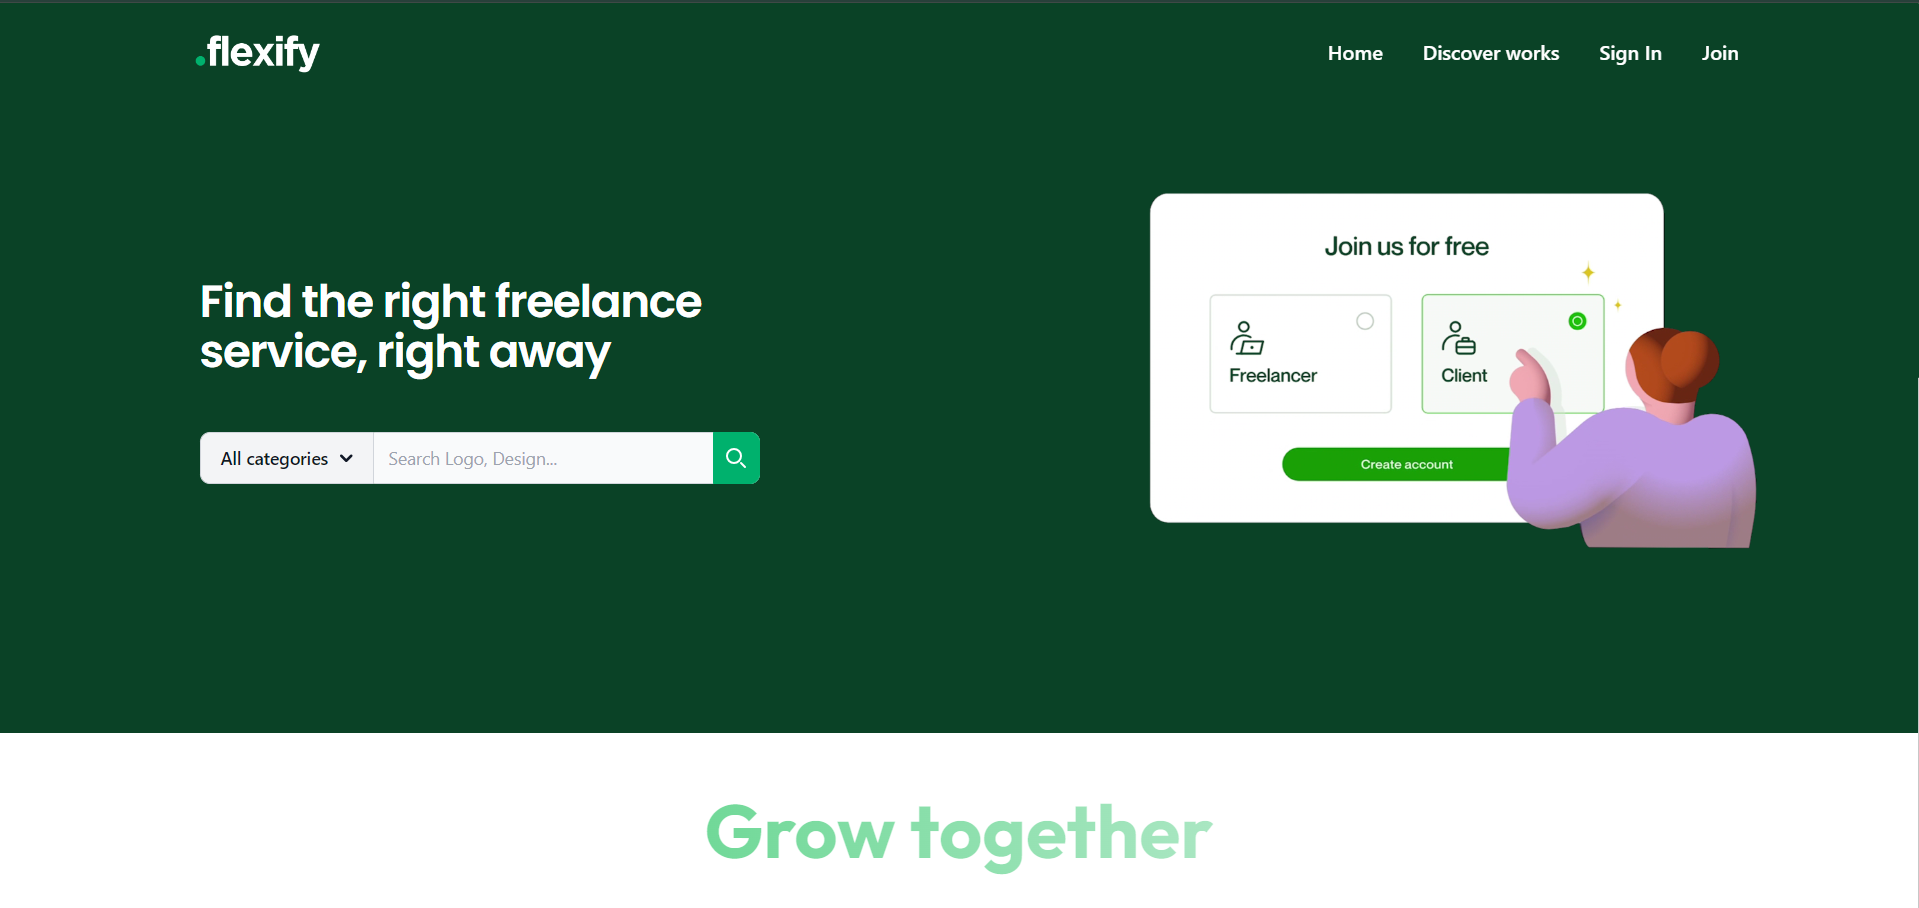 .flexify
Home Discover works Sign In Join
Find the right freelance
service, right away
All categories Search Logo, Design...
Join us for free
Freelancer Client
Create account
Grow together